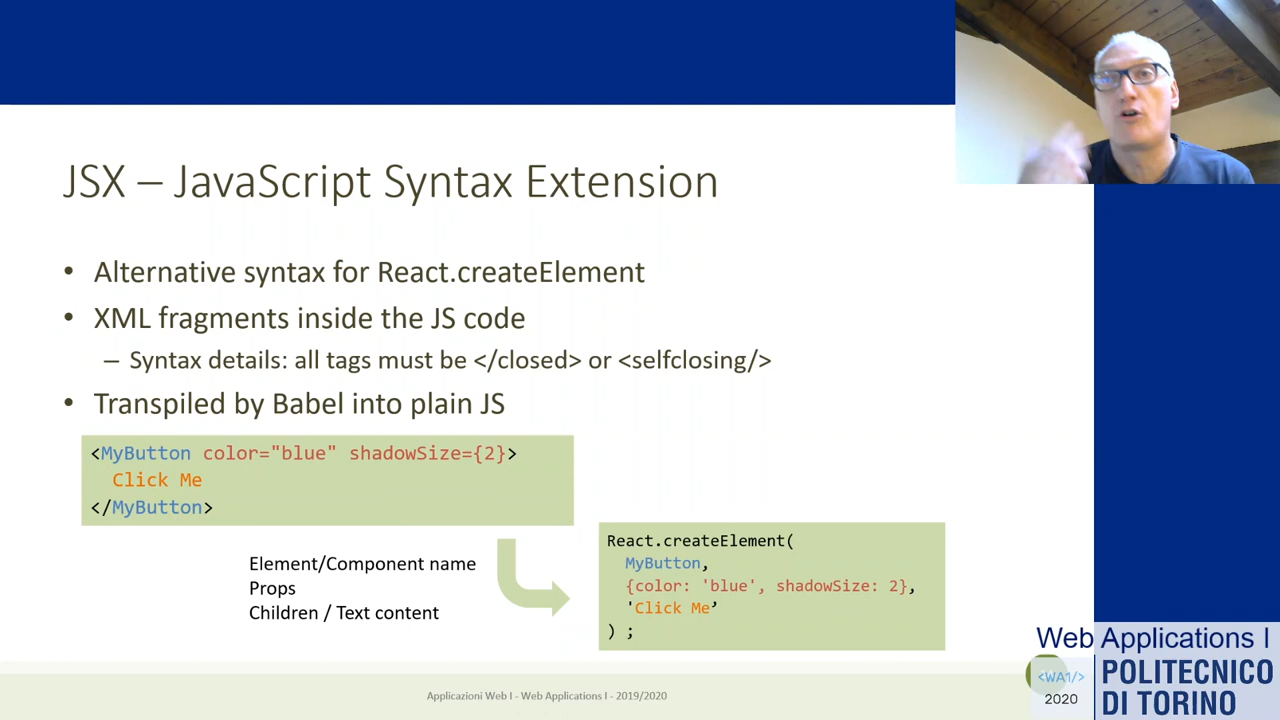 JSX – JavaScript Syntax Extension
• Alternative syntax for React.createElement
• XML fragments inside the JS code
– Syntax details: all tags must be </closed> or <selfclosing/>
• Transpiled by Babel into plain JS
<MyButton color="blue" shadowSize={2}>
Click Me
</MyButton>
Element/Component name
Props
Children / Text content
React.createElement(
MyButton,
{color: 'blue', shadowSize: 2},
'Click Me’
) ;
Applicazioni Web I - Web Applications I - 2019/2020
Web Applications I
<WA1/>
2020
POLITECNICO
DI TORINO